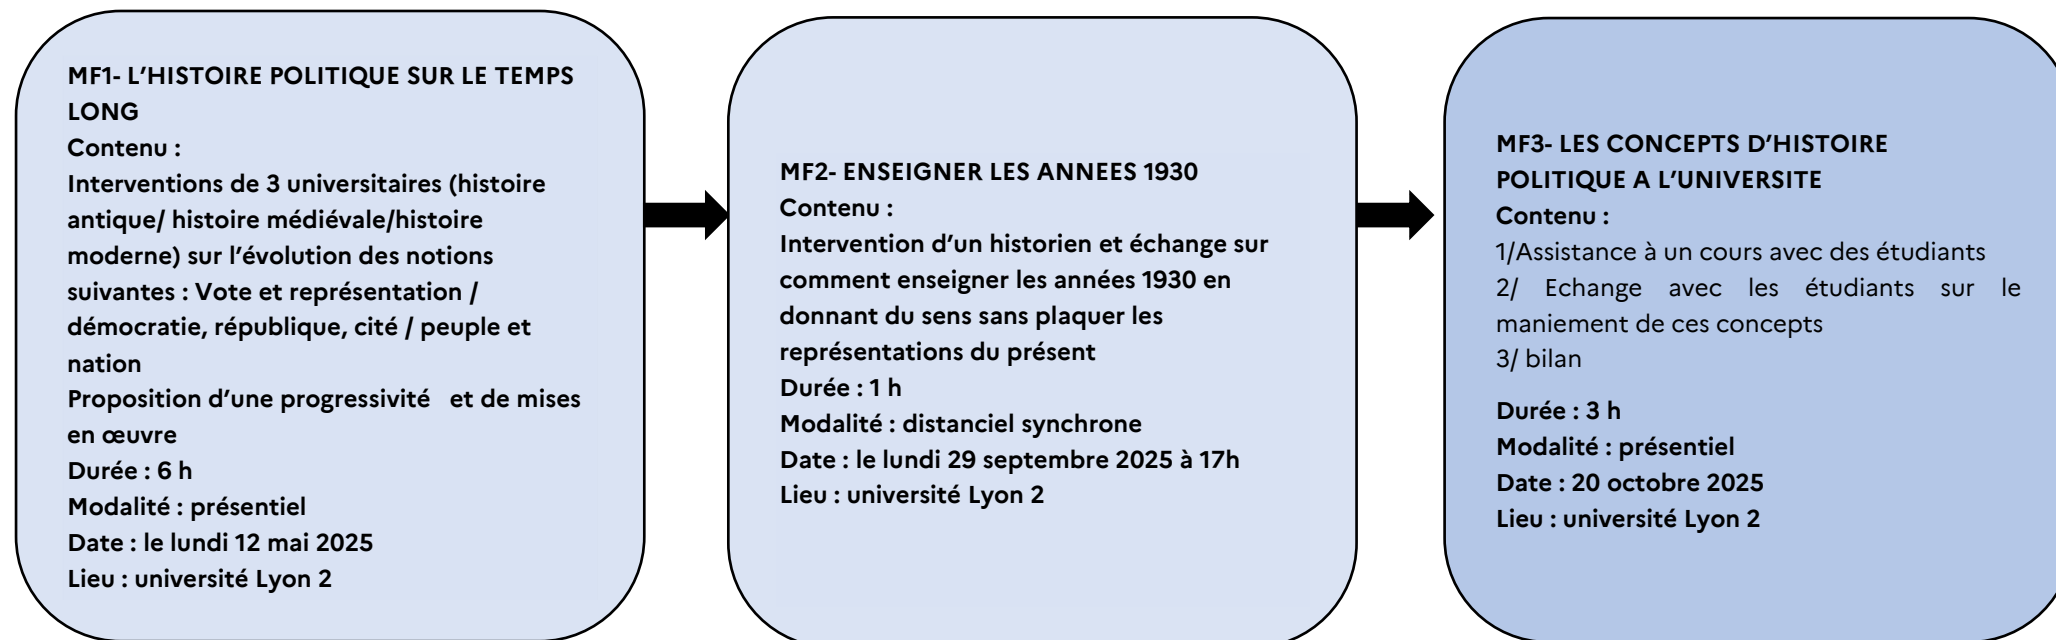 MF1- L’HISTOIRE POLITIQUE SUR LE TEMPS
LONG
Contenu :
Interventions de 3 universitaires (histoire
antique/ histoire médiévale/histoire
moderne) sur l’évolution des notions
suivantes : Vote et représentation /
démocratie, république, cité / peuple et
nation
Proposition d’une progressivité   et de mises
en œuvre
Durée : 6 h
Modalité : présentiel
Date : le lundi 12 mai 2025
Lieu : université Lyon 2
MF2- ENSEIGNER LES ANNEES 1930
Contenu :
Intervention d’un historien et échange sur
comment enseigner les années 1930 en
donnant du sens sans plaquer les
représentations du présent
Durée : 1 h
Modalité : distanciel synchrone
Date : le lundi 29 septembre 2025 à 17h
Lieu : université Lyon 2
MF3- LES CONCEPTS D’HISTOIRE
POLITIQUE A L’UNIVERSITE
Contenu :
1/Assistance à un cours avec des étudiants
2/ Echange avec les étudiants sur le
maniement de ces concepts
3/ bilan
Durée : 3 h
Modalité : présentiel
Date : 20 octobre 2025
Lieu : université Lyon 2